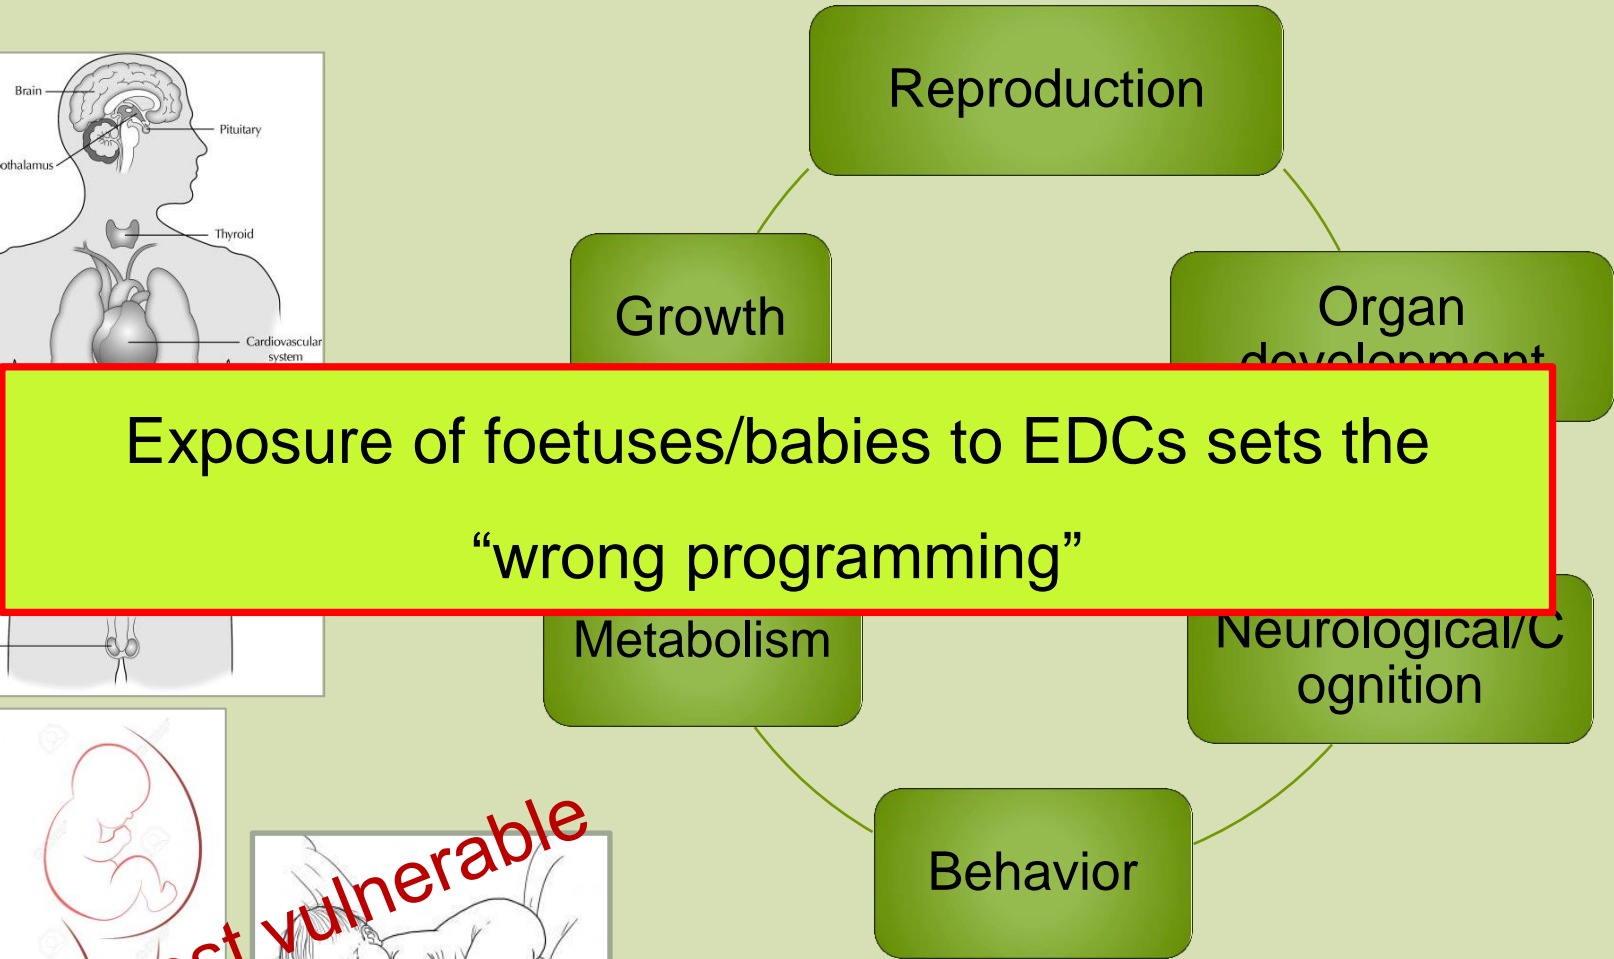 Reproduction
Brain
Pituitary
Thyroid
Growth
Organ
development
Cardiovascular
system
Exposure of foetuses/babies to EDCs sets the
“wrong programming”
Metabolism
Neurological/C
ognition
vulnerable
Behavior